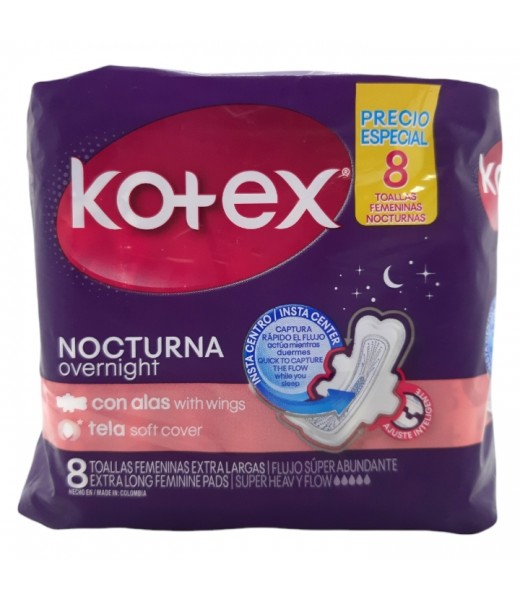 PRECIO
ESPECIAL
8
TOALLAS
FEMENINAS
NOCTURNAS
kotex®
INSTA CENTRO / INSTA CENTER
CAPTURA
RÁPIDO EL FLUJO
actúa mientras
duermes
QUICK TO CAPTURE
THE FLOW
while you
sleep
NOCTURNA
overnight
AJUSTE INTELIGENTE
con alas with wings
tela soft cover
8 TOALLAS FEMENINAS EXTRA LARGAS | FLUJO SÚPER ABUNDANTE
EXTRA LONG FEMININE PADS | SUPER HEAVY FLOW
HECHO EN / MADE IN: COLOMBIA